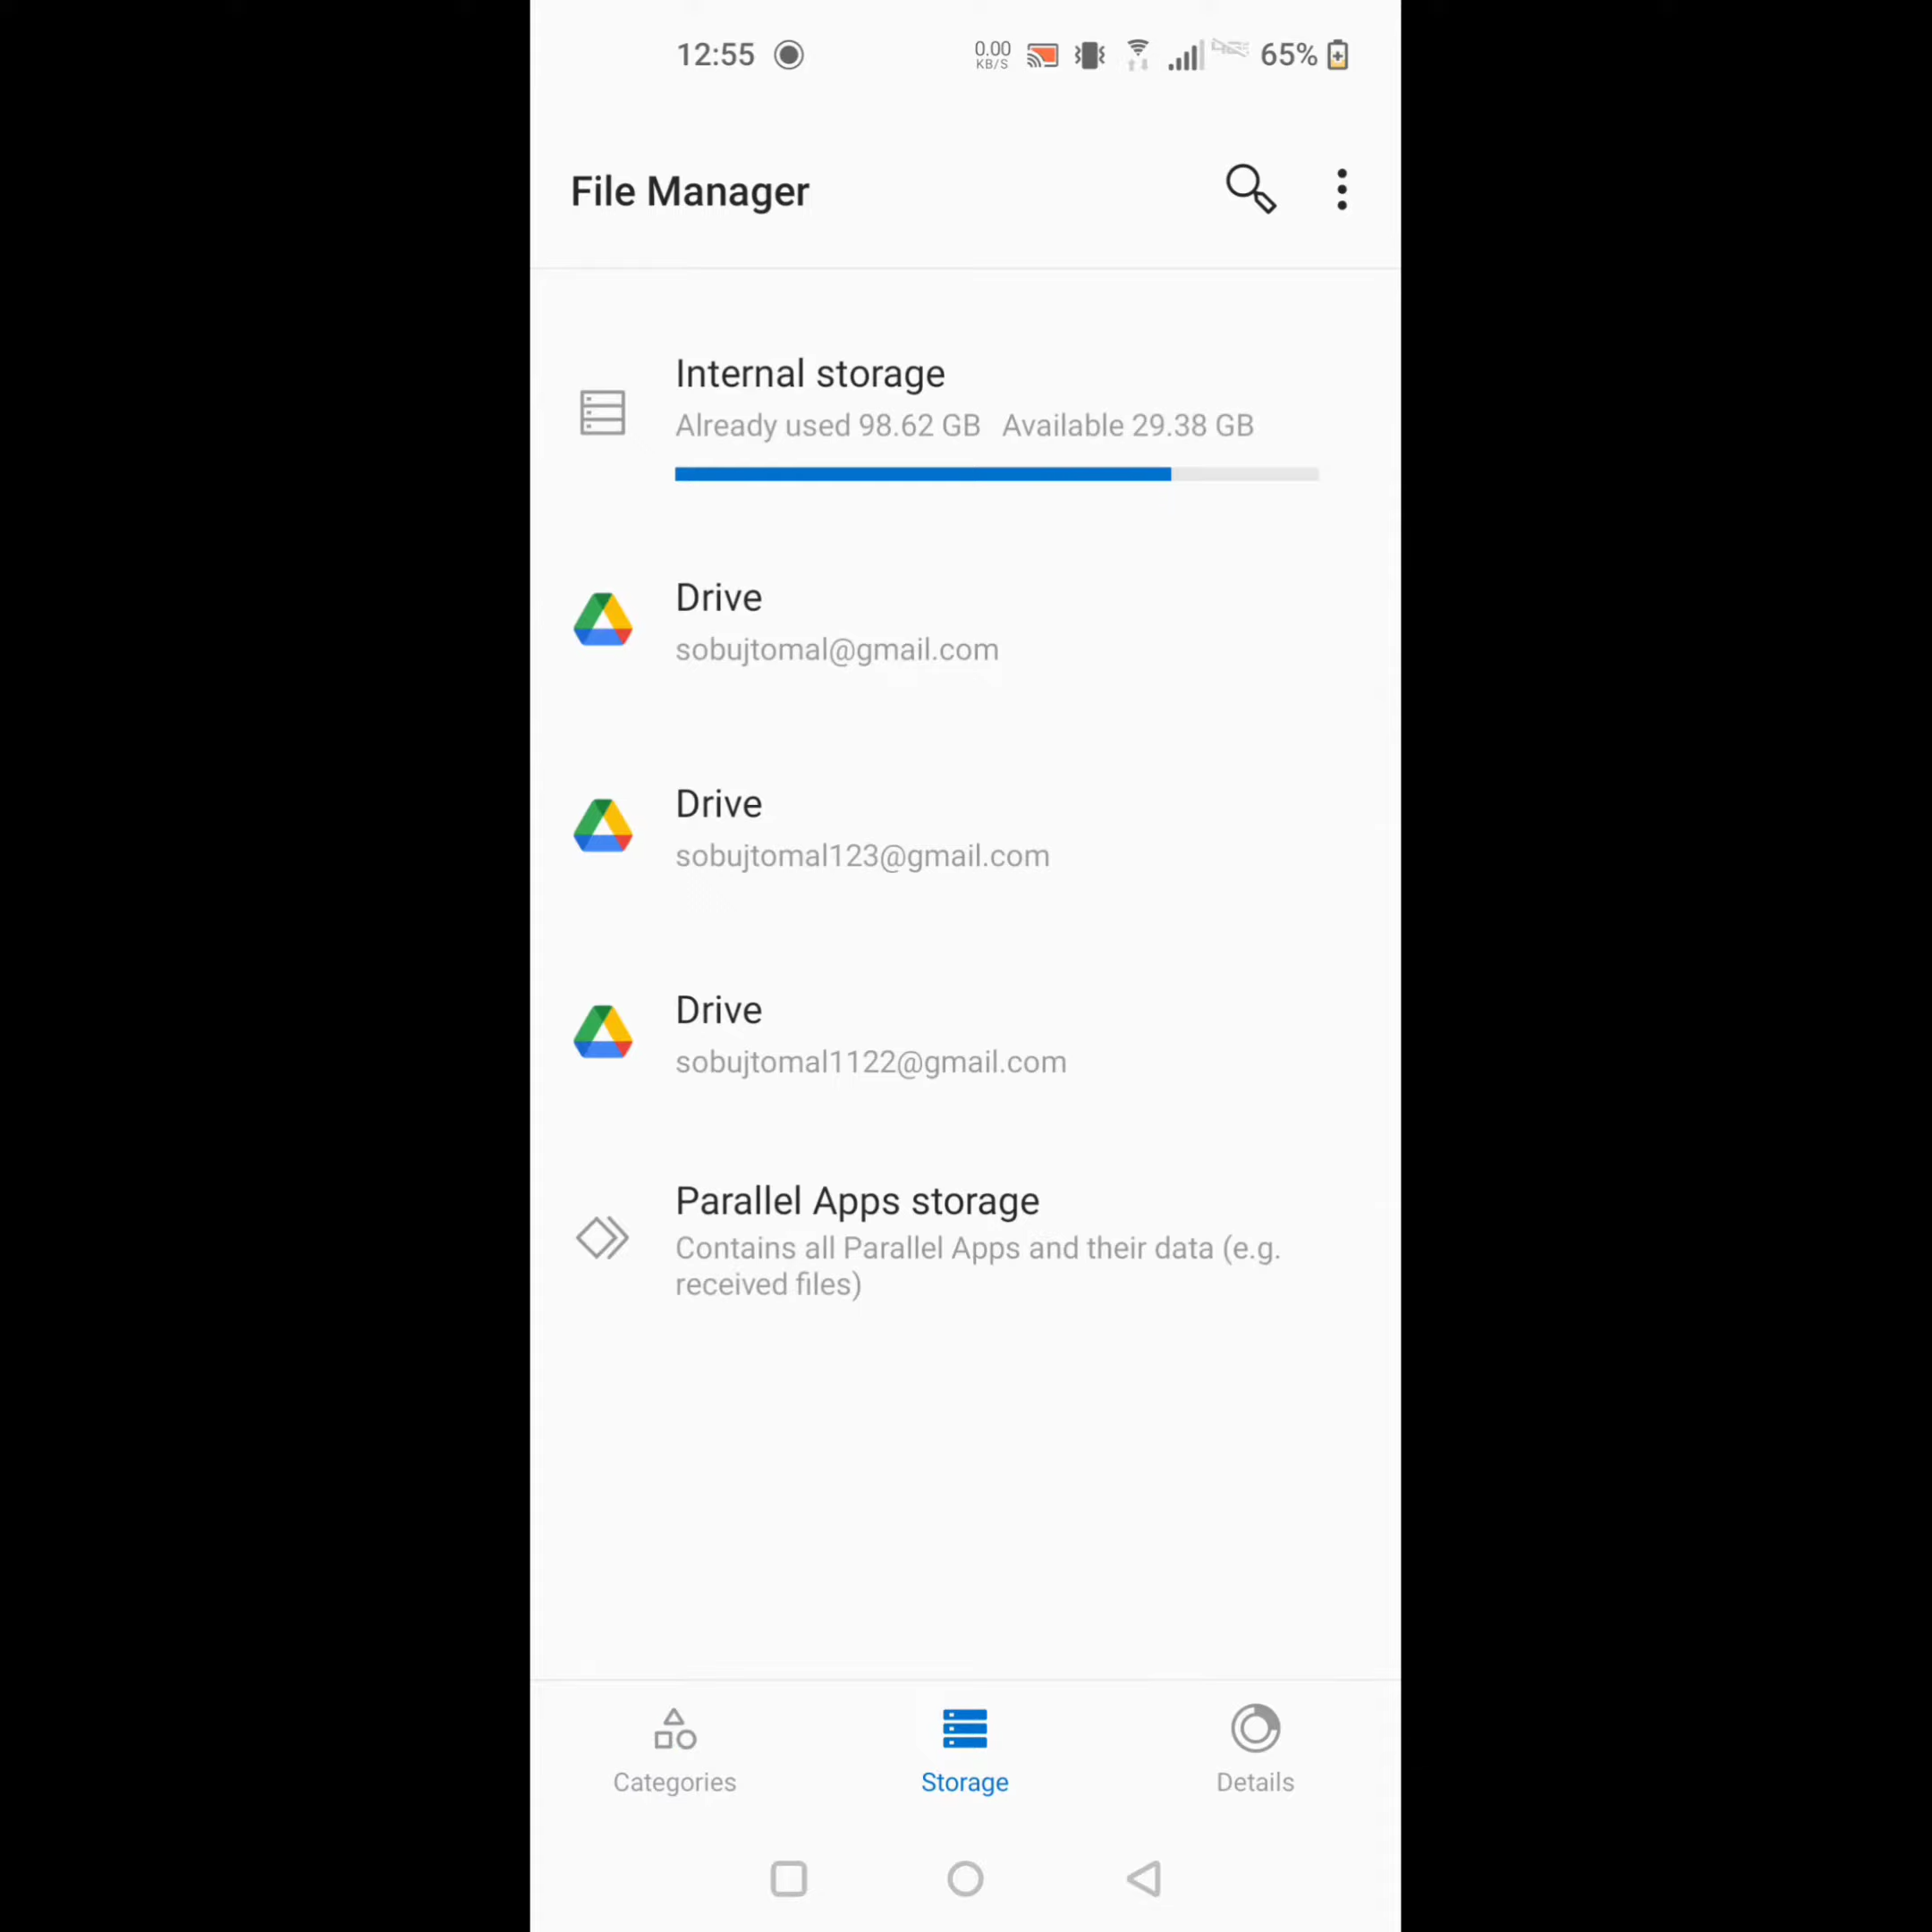 12:55
0.00
KB/S
65%
File Manager
Internal storage
Already used 98.62 GB Available 29.38 GB
Drive
sobujtomal@gmail.com
Drive
sobujtomal123@gmail.com
Drive
sobujtomal1122@gmail.com
Parallel Apps storage
Contains all Parallel Apps and their data (e.g.
received files)
Categories
Storage
Details